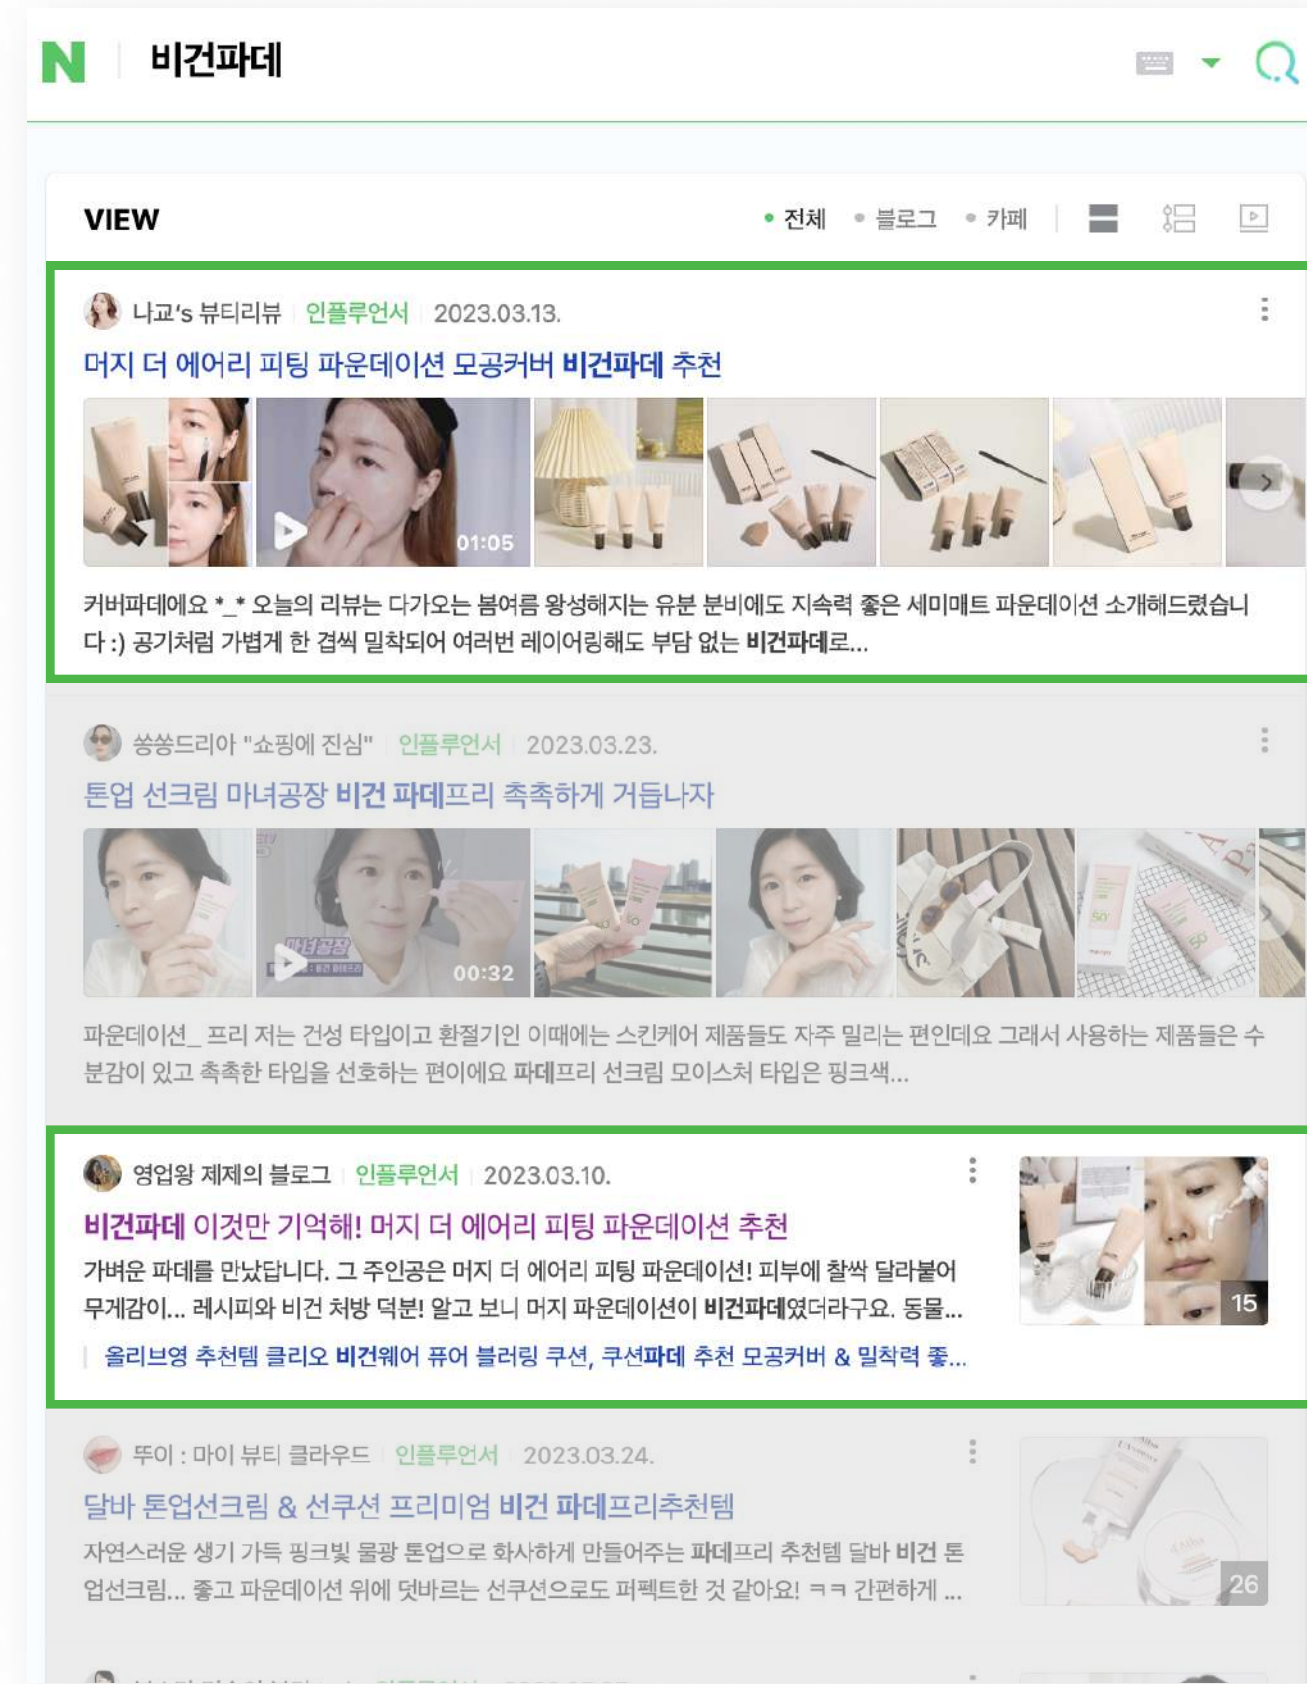 N 비건파데
VIEW
• 전체 • 블로그 • 카페
나교's 뷰티리뷰 인플루언서 2023.03.13.
머지 더 에어리 피팅 파운데이션 모공커버 비건파데 추천
01:05
커버파데에요 *_* 오늘의 리뷰는 다가오는 봄여름 왕성해지는 유분 분비에도 지속력 좋은 세미매트 파운데이션 소개해드렸습니
다 :) 공기처럼 가볍게 한 겹씩 밀착되어 여러번 레이어링해도 부담 없는 비건파데로...
쏭쏭드리아 "쇼핑에 진심" 인플루언서 2023.03.23.
톤업 선크림 마녀공장 비건 파데프리 촉촉하게 거듭나자
마녀공장
00:32
파운데이션_ 프리 저는 건성 타입이고 환절기인 이때에는 스킨케어 제품들도 자주 밀리는 편인데요 그래서 사용하는 제품들은 수
분감이 있고 촉촉한 타입을 선호하는 편이에요 파데프리 선크림 모이스처 타입은 핑크색...
영업왕 제제의 블로그 인플루언서 2023.03.10.
비건파데 이것만 기억해! 머지 더 에어리 피팅 파운데이션 추천
가벼운 파데를 만났답니다. 그 주인공은 머지 더 에어리 피팅 파운데이션! 피부에 찰싹 달라붙어
무게감이... 레시피와 비건 처방 덕분! 알고 보니 머지 파운데이션이 비건파데였더라구요. 동물...
15
올리브영 추천템 클리오 비건웨어 퓨어 블러링 쿠션, 쿠션파데 추천 모공커버 & 밀착력 좋...
뚜이 : 마이 뷰티 클라우드 인플루언서 2023.03.24.
달바 톤업선크림 & 선쿠션 프리미엄 비건 파데프리추천템
자연스러운 생기 가득 핑크빛 물광 톤업으로 화사하게 만들어주는 파데프리 추천템 달바 비건 톤
업선크림... 좋고 파운데이션 위에 덧바르는 선쿠션으로도 퍼펙트한 것 같아요! ㅋㅋ 간편하게 ...
26